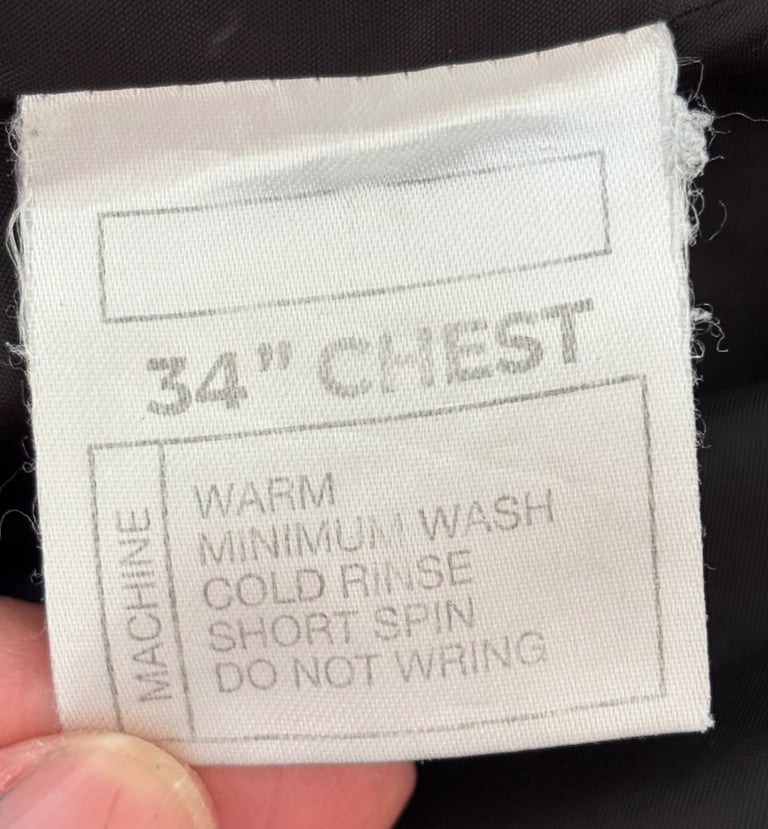 34” CHEST
MACHINE
WARM
MINIMUM WASH
COLD RINSE
SHORT SPIN
DO NOT WRING